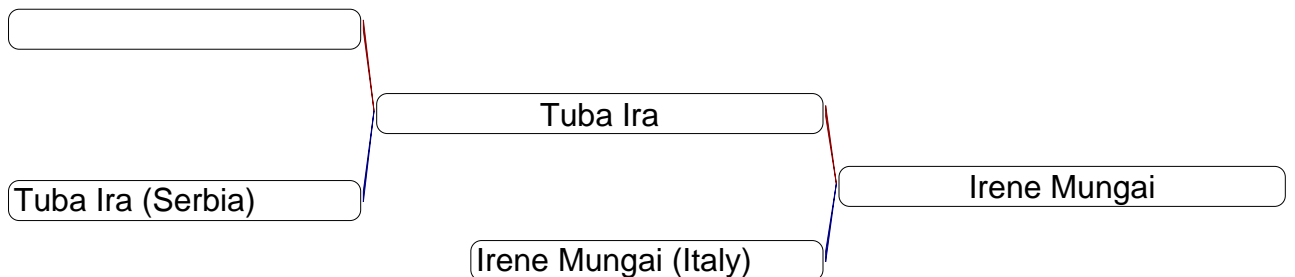 Tuba Ira
Irene Mungai
Tuba Ira (Serbia)
Irene Mungai (Italy)